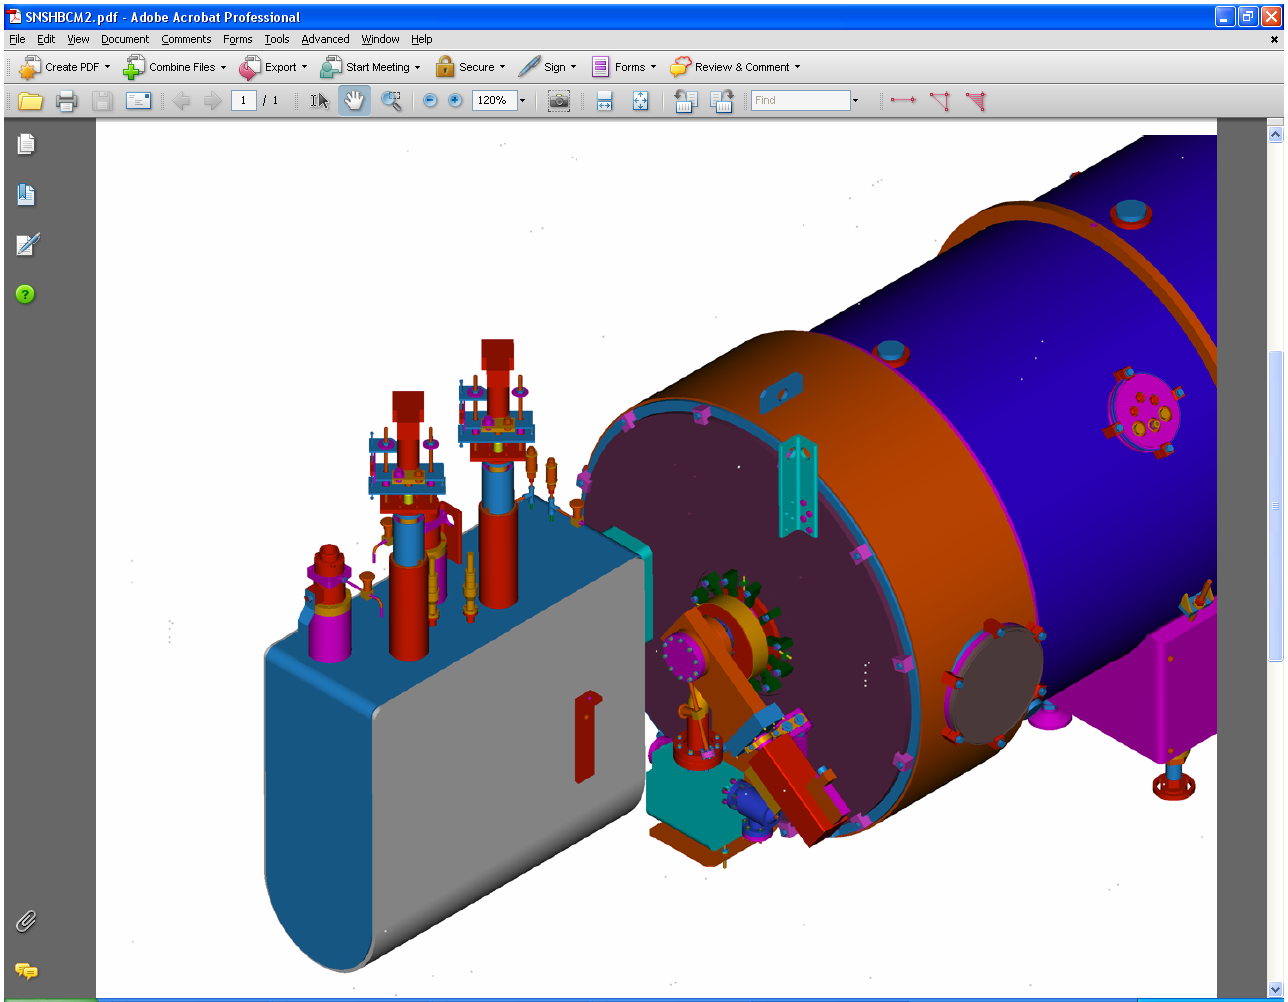 SNSHBCM2.pdf - Adobe Acrobat Professional
File Edit View Document Comments Forms Tools Advanced Window Help
Create PDF Combine Files Export Start Meeting Secure Sign Forms Review & Comment
1 / 1 120% Find